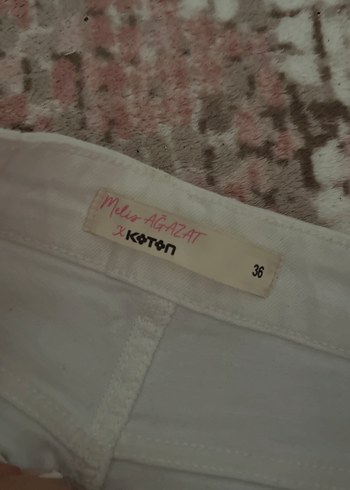 Melis AGAZAT
x KOTON
36